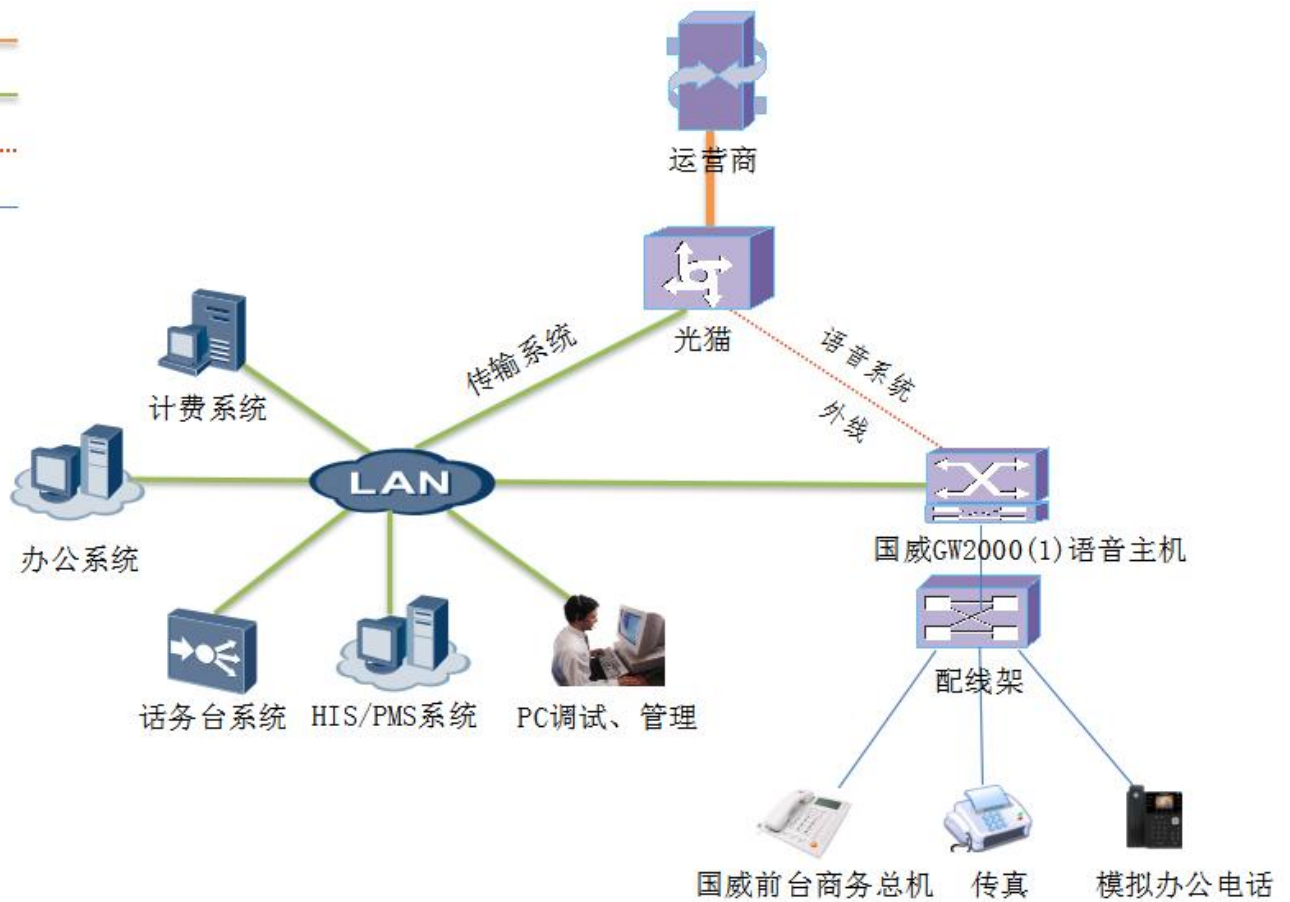 运营商
光猫
传输系统
语音系统
外线
计费系统
LAN
办公系统
国威GW2000(1)语音主机
配线架
话务台系统
HIS/PMS系统
PC调试、管理
国威前台商务总机
传真
模拟办公电话